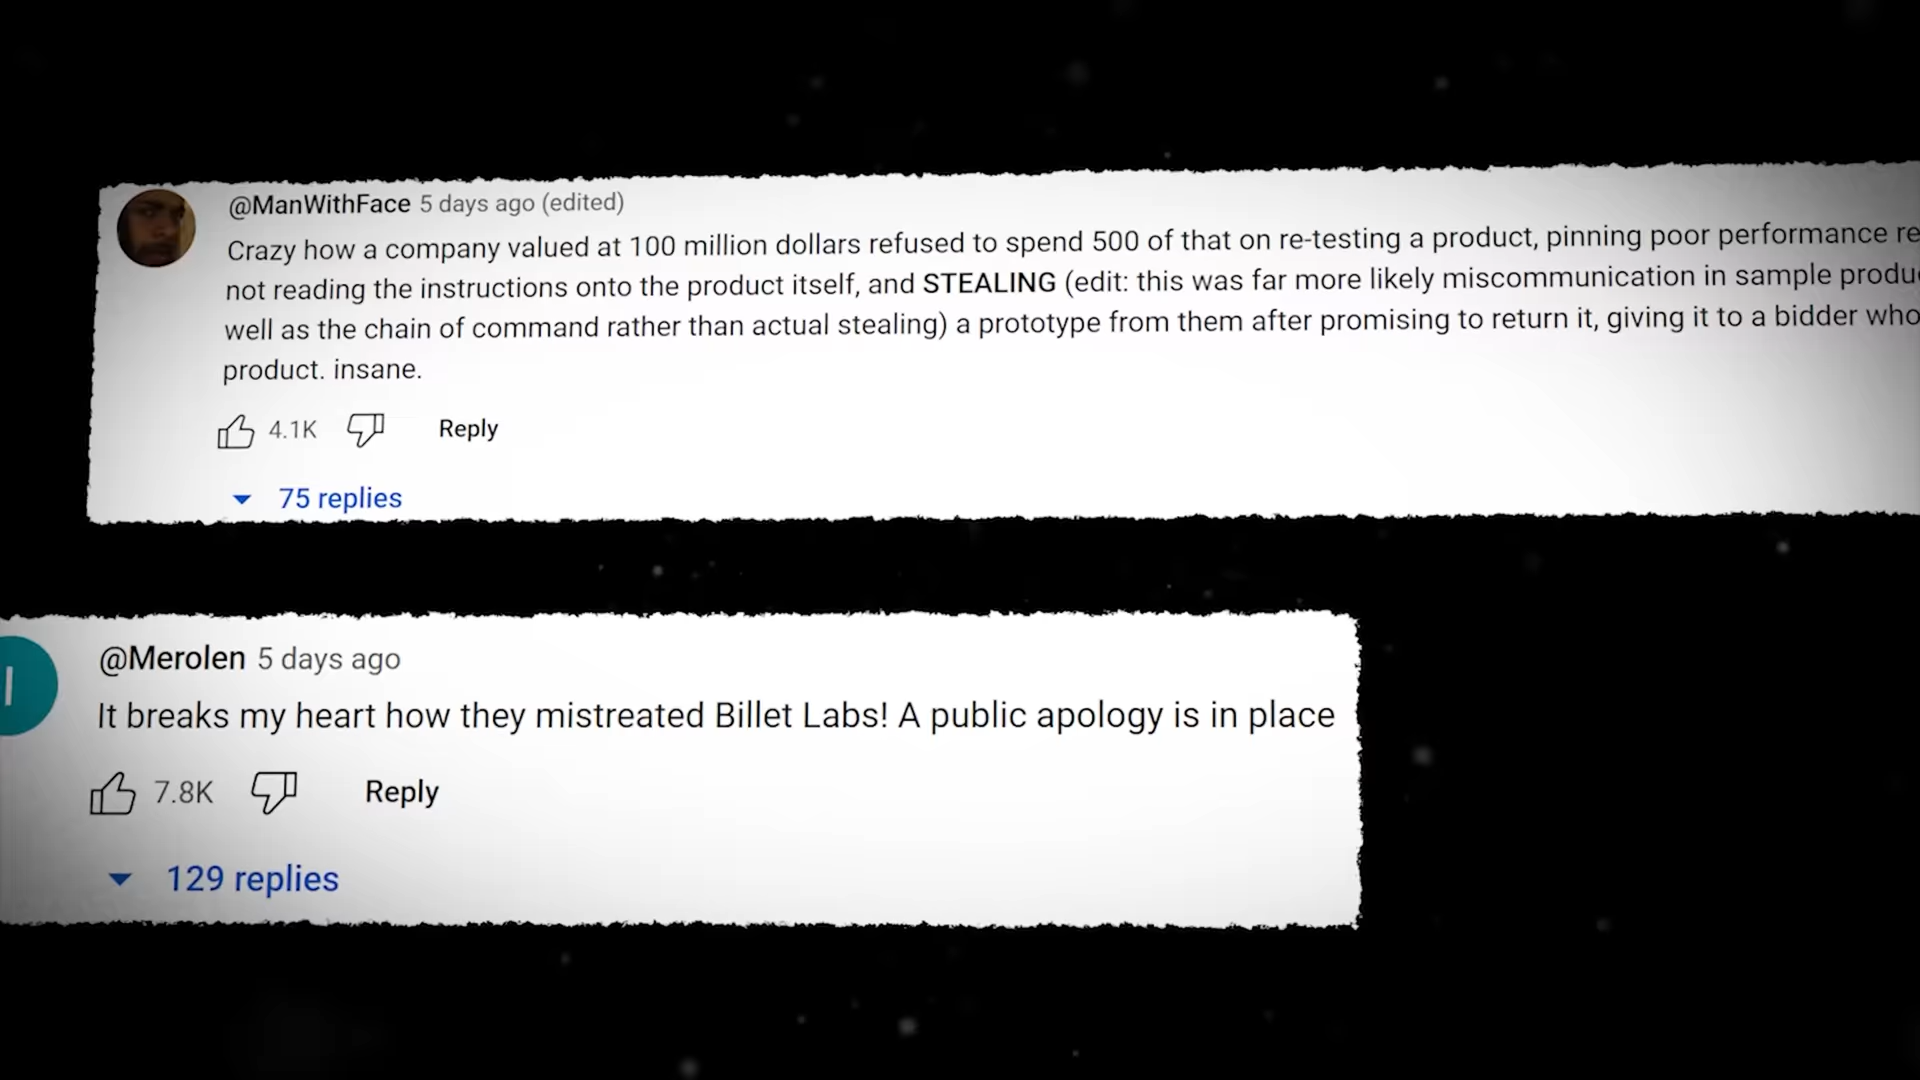 @ManWithFace 5 days ago (edited)
Crazy how a company valued at 100 million dollars refused to spend 500 of that on re-testing a product, pinning poor performance
not reading the instructions onto the product itself, and STEALING (edit: this was far more likely miscommunication in sample
well as the chain of command rather than actual stealing) a prototype from them after promising to return it, giving it to a bidder who
product. insane.
4.1K Reply
75 replies
@Merolen 5 days ago
It breaks my heart how they mistreated Billet Labs! A public apology is in place
7.8K Reply
129 replies